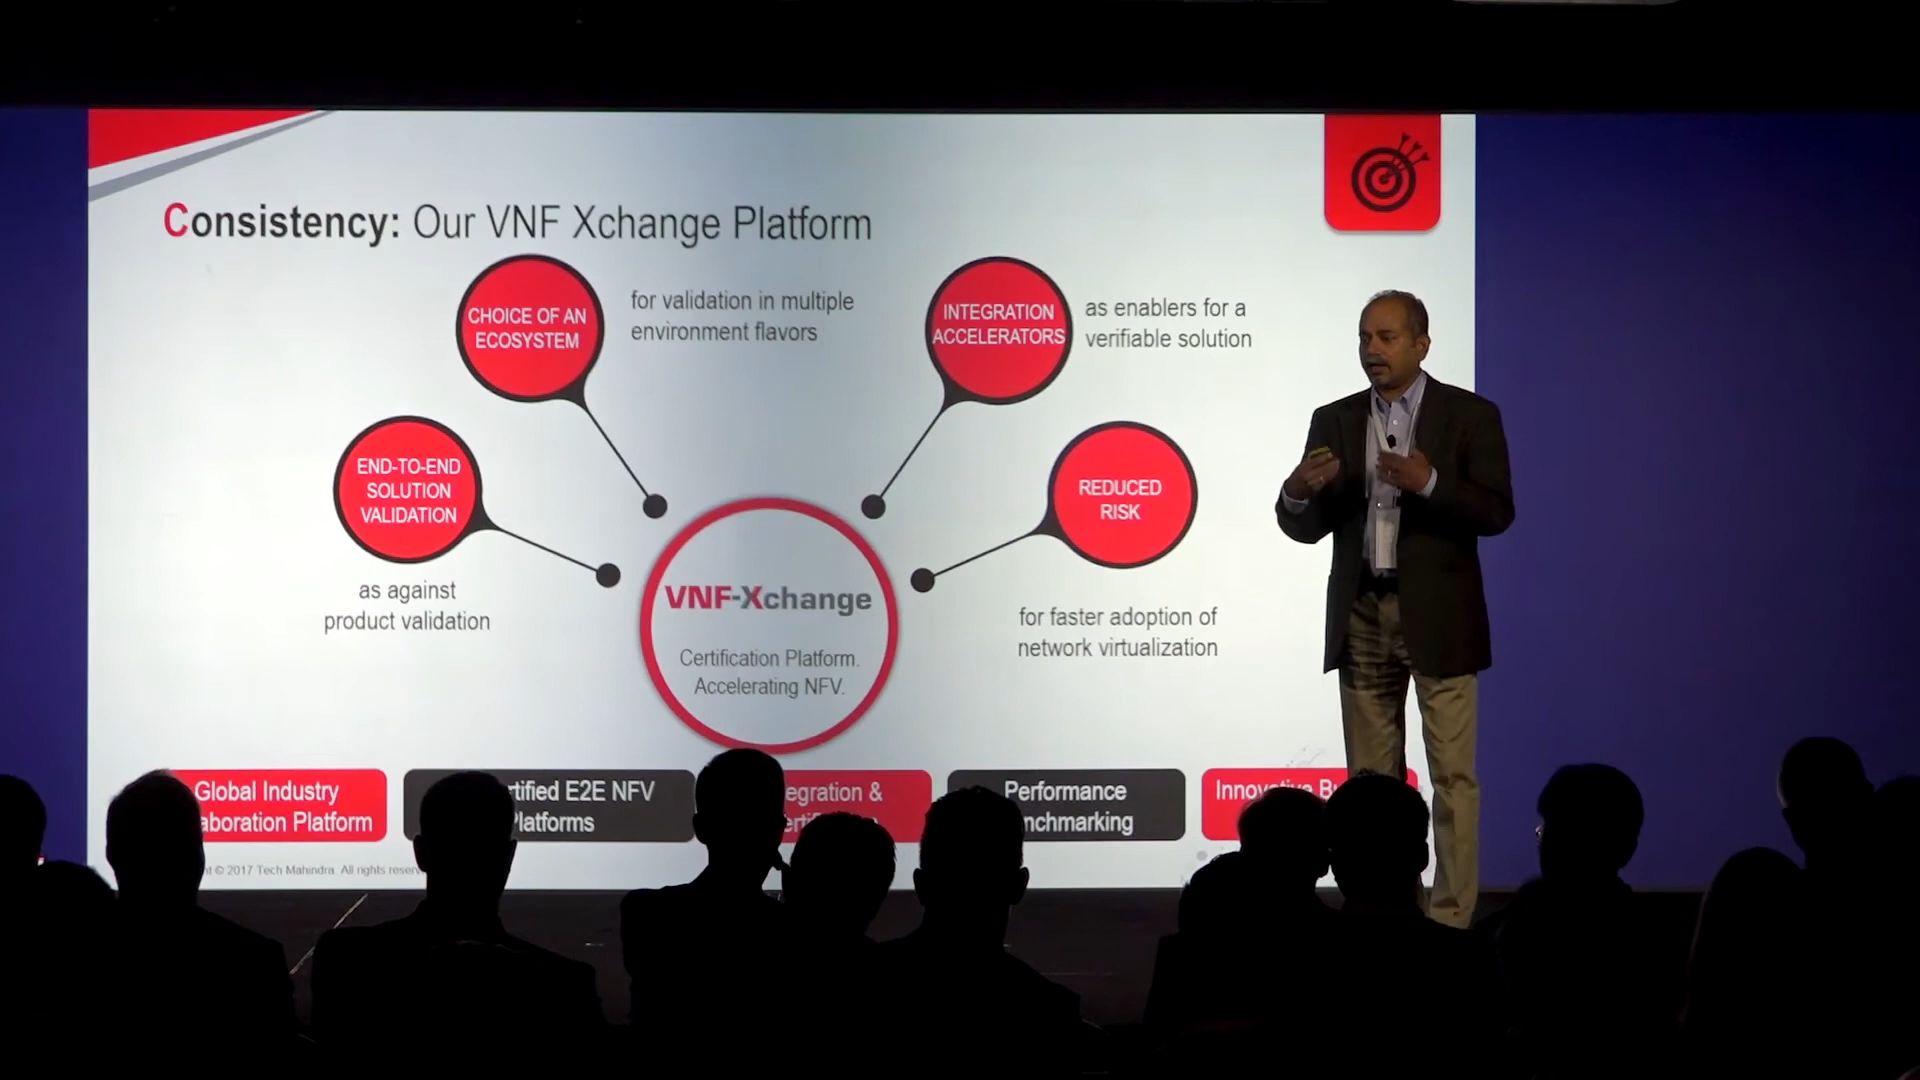 Consistency: Our VNF Xchange Platform
CHOICE OF AN
ECOSYSTEM
for validation in multiple
environment flavors
INTEGRATION
ACCELERATORS
as enablers for a
verifiable solution
END-TO-END
SOLUTION
VALIDATION
as against
product validation
REDUCED
RISK
for faster adoption of
network virtualization
VNF-Xchange
Certification Platform.
Accelerating NFV.
Global Industry
Platform
E2E NFV
Platforms
&
Performance
© 2017 Tech Mahindra. All rights